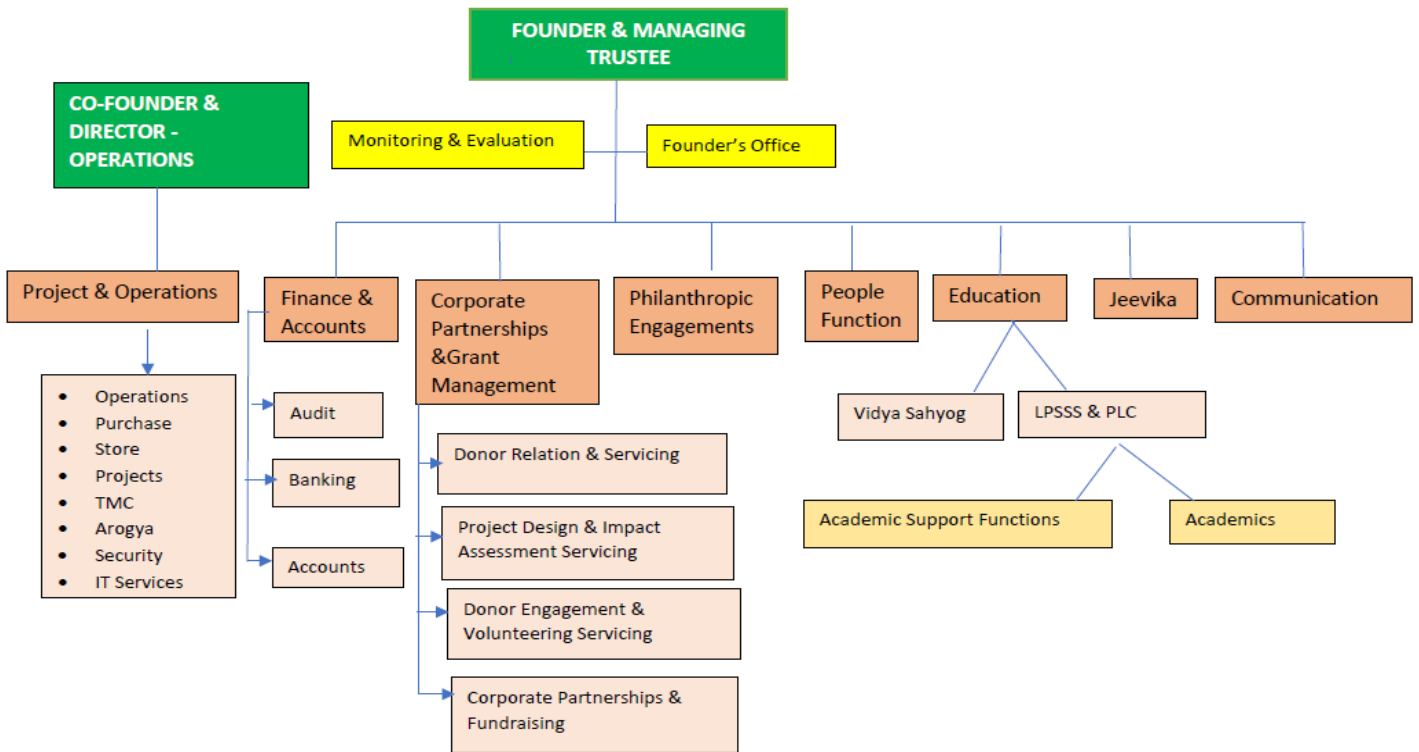 FOUNDER & MANAGING
TRUSTEE
CO-FOUNDER &
DIRECTOR -
OPERATIONS
Monitoring & Evaluation
Founder's Office
Project & Operations
Finance &
Accounts
Corporate
Partnerships
&Grant
Management
Philanthropic
Engagements
People
Function
Education
Jeevika
Communication
• Operations
• Purchase
• Store
• Projects
• TMC
• Arogya
• Security
• IT Services
Audit
Banking
Accounts
Donor Relation & Servicing
Project Design & Impact
Assessment Servicing
Donor Engagement &
Volunteering Servicing
Corporate Partnerships &
Fundraising
Vidya Sahyog
LPSSS & PLC
Academic Support Functions
Academics